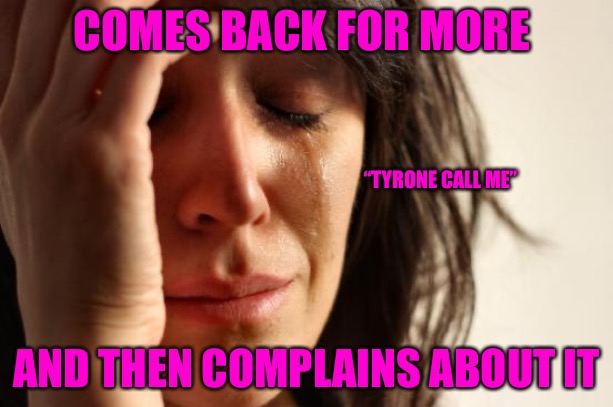 COMES BACK FOR MORE
“TYRONE CALL ME”
AND THEN COMPLAINS ABOUT IT